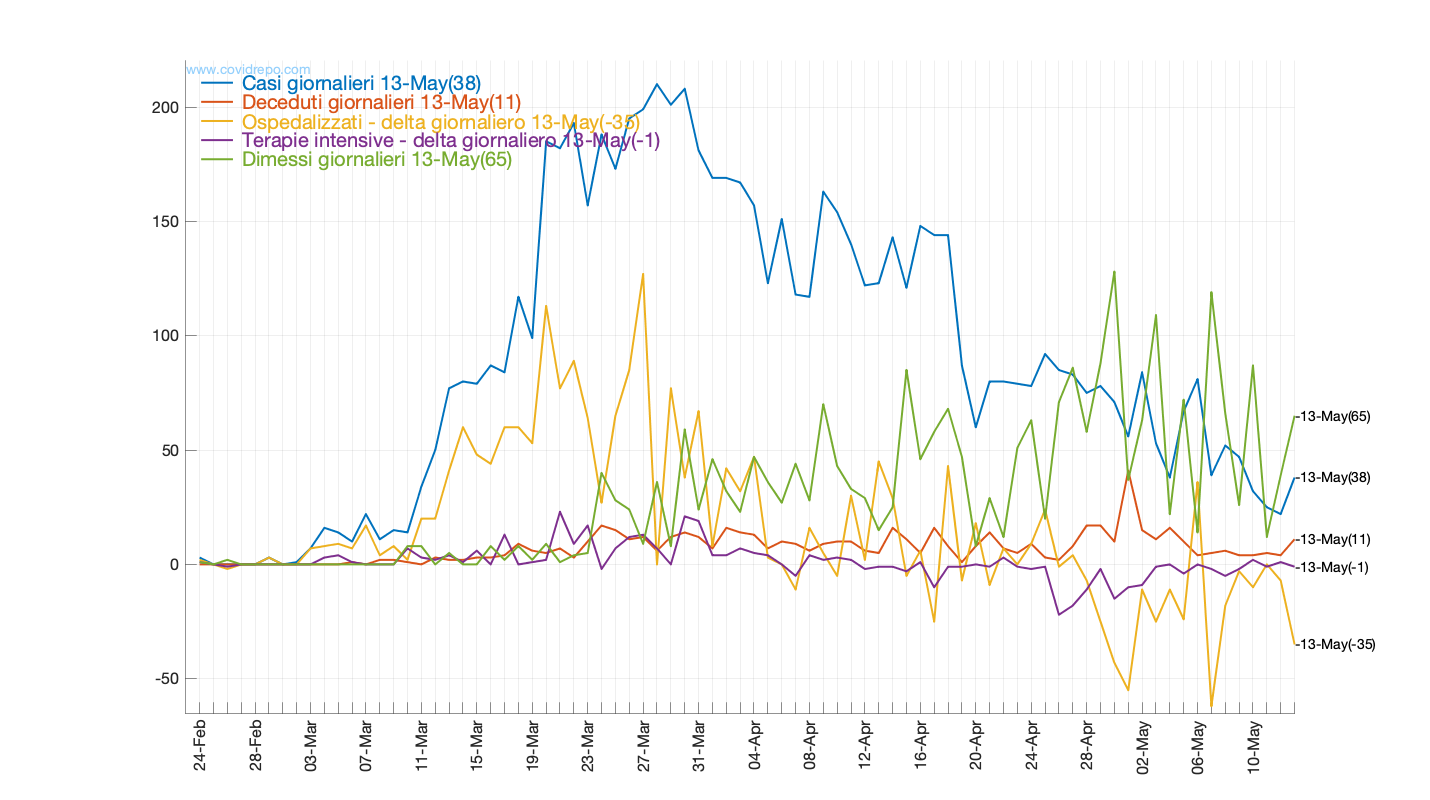 www.covidrepo.com
Casi giornalieri 13-May(38)
Deceduti giornalieri 13-May(11)
Ospedalizzati - delta giornaliero 13-May(-35)
Terapie intensive - delta giornaliero 13-May(-1)
Dimessi giornalieri 13-May(65)
200
150
100
50
0
-50
13-May(65)
13-May(38)
13-May(11)
13-May(-1)
13-May(-35)
24-Feb
28-Feb
03-Mar
07-Mar
11-Mar
15-Mar
19-Mar
23-Mar
27-Mar
31-Mar
04-Apr
08-Apr
12-Apr
16-Apr
20-Apr
24-Apr
28-Apr
02-May
06-May
10-May